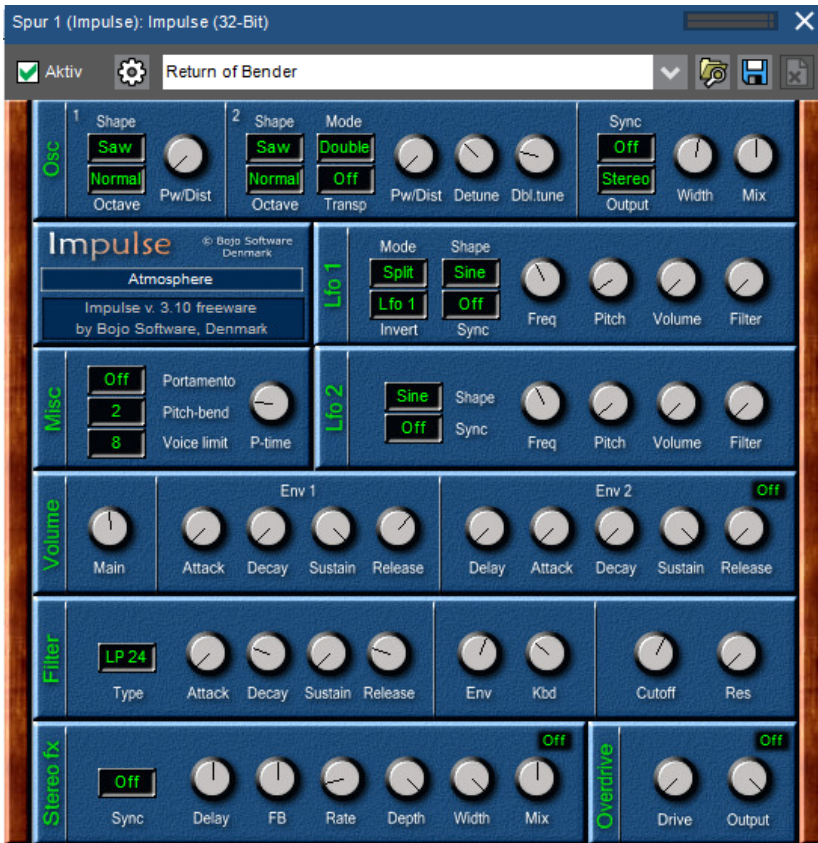 Spur 1 (Impulse): Impulse (32-Bit)
Aktiv
Return of Bender
Osc
1 Shape
Saw
Normal
Octave
Pw/Dist
2 Shape Mode
Saw Double
Normal Off
Octave Transp
Pw/Dist Detune Dbl.tune
Sync
Off
Stereo
Output
Width Mix
Impulse
© Bojo Software
Denmark
Atmosphere
Impulse v. 3.10 freeware
by Bojo Software, Denmark
Lfo 1
Mode Shape
Split Sine
Lfo 1 Off
Invert Sync
Freq Pitch Volume Filter
Misc
Off Portamento
2 Pitch-bend
8 Voice limit
P-time
Lfo 2
Sine Shape
Off Sync
Freq Pitch Volume Filter
Volume
Main
Env 1
Attack Decay Sustain Release
Env 2
Off
Delay Attack Decay Sustain Release
Filter
LP 24
Type
Attack Decay Sustain Release
Env Kbd
Cutoff Res
Stereo fx
Off
Off
Sync Delay FB Rate Depth Width Mix
Overdrive
Off
Drive Output